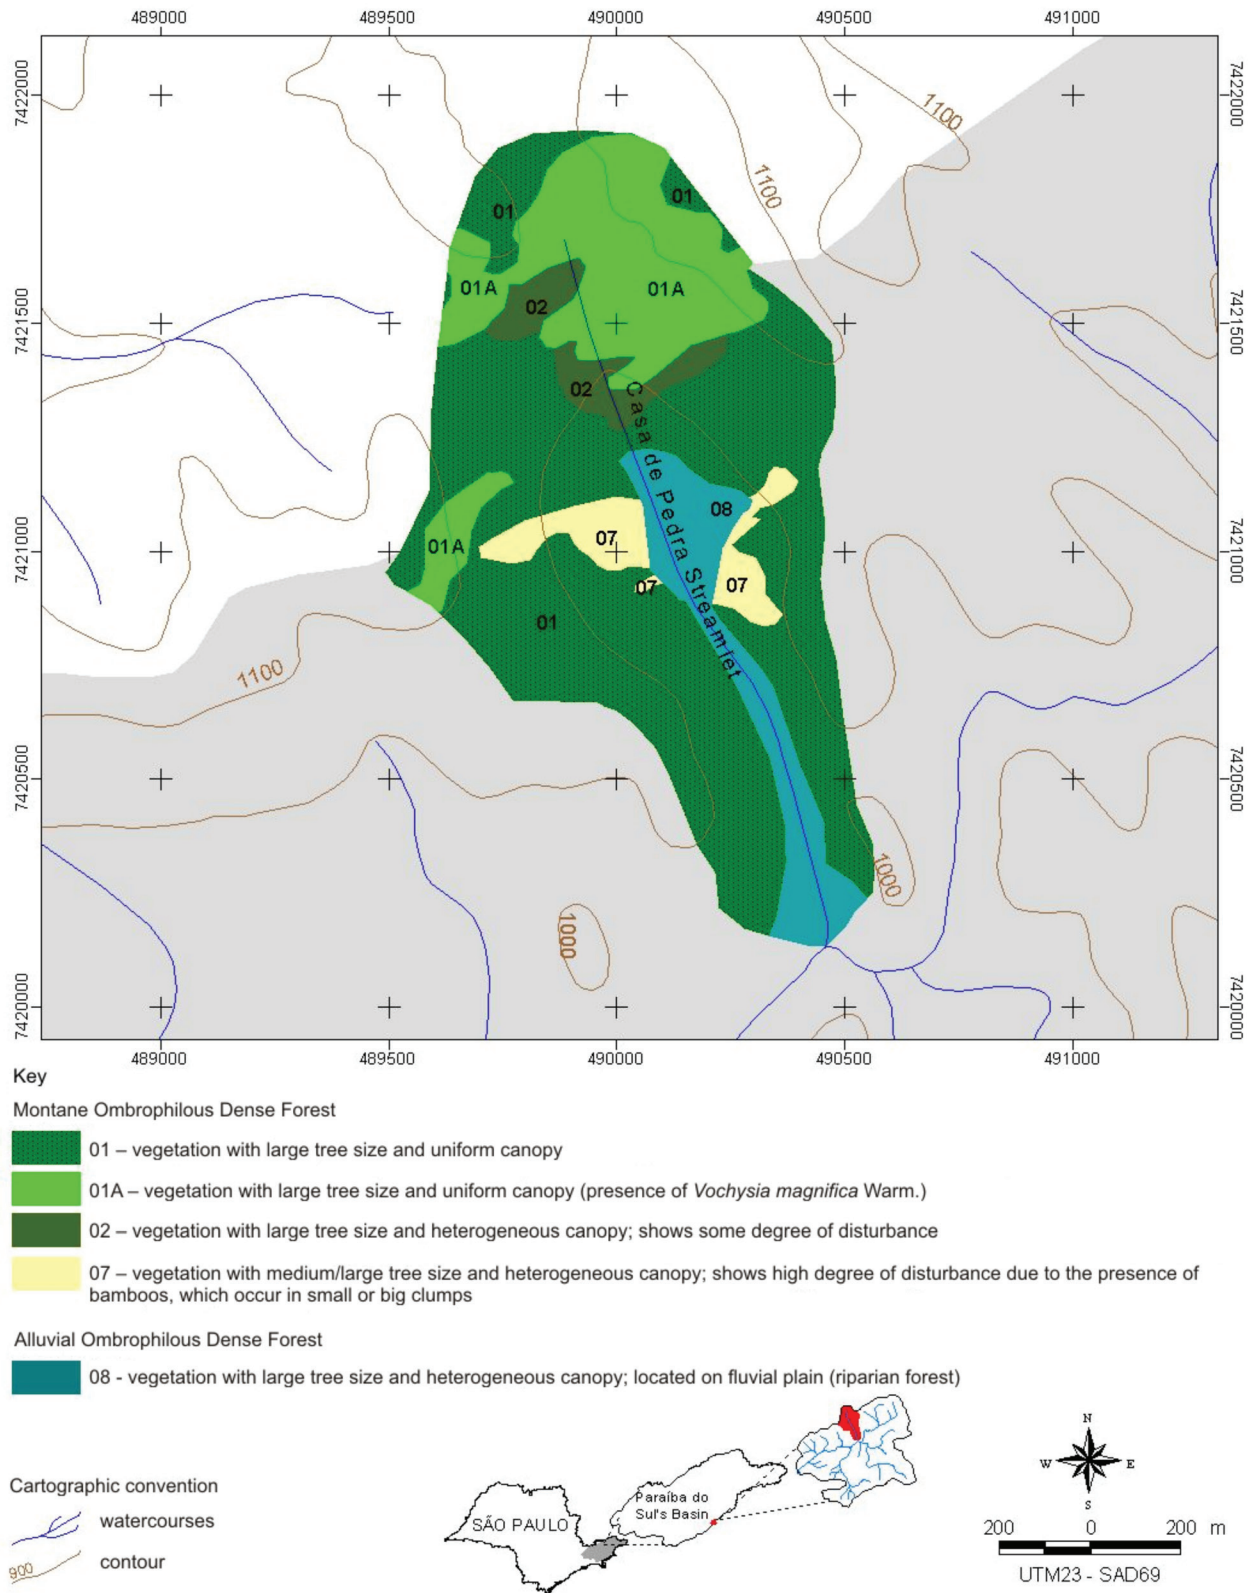 489000 489500 490000 490500 491000
7422000 7422000
1100
1100
01 01
01A 01A
02
7421500 7421500
02
Casa de Pedra Streamlet
08
07
7421000 7421000
01A
07 07
01
1100
7420500 7420500
1000
1000
7420000 7420000
489000 489500 490000 490500 491000
Key
Montane Ombrophilous Dense Forest
01 – vegetation with large tree size and uniform canopy
01A – vegetation with large tree size and uniform canopy (presence of Vochysia magnifica Warm.)
02 – vegetation with large tree size and heterogeneous canopy; shows some degree of disturbance
07 – vegetation with medium/large tree size and heterogeneous canopy; shows high degree of disturbance due to the presence of
bamboos, which occur in small or big clumps
Alluvial Ombrophilous Dense Forest
08 - vegetation with large tree size and heterogeneous canopy; located on fluvial plain (riparian forest)
Cartographic convention
watercourses
900 contour
SÃO PAULO
Paraíba do
Sul's Basin
N
W E
S
200 0 200 m
UTM23 - SAD69